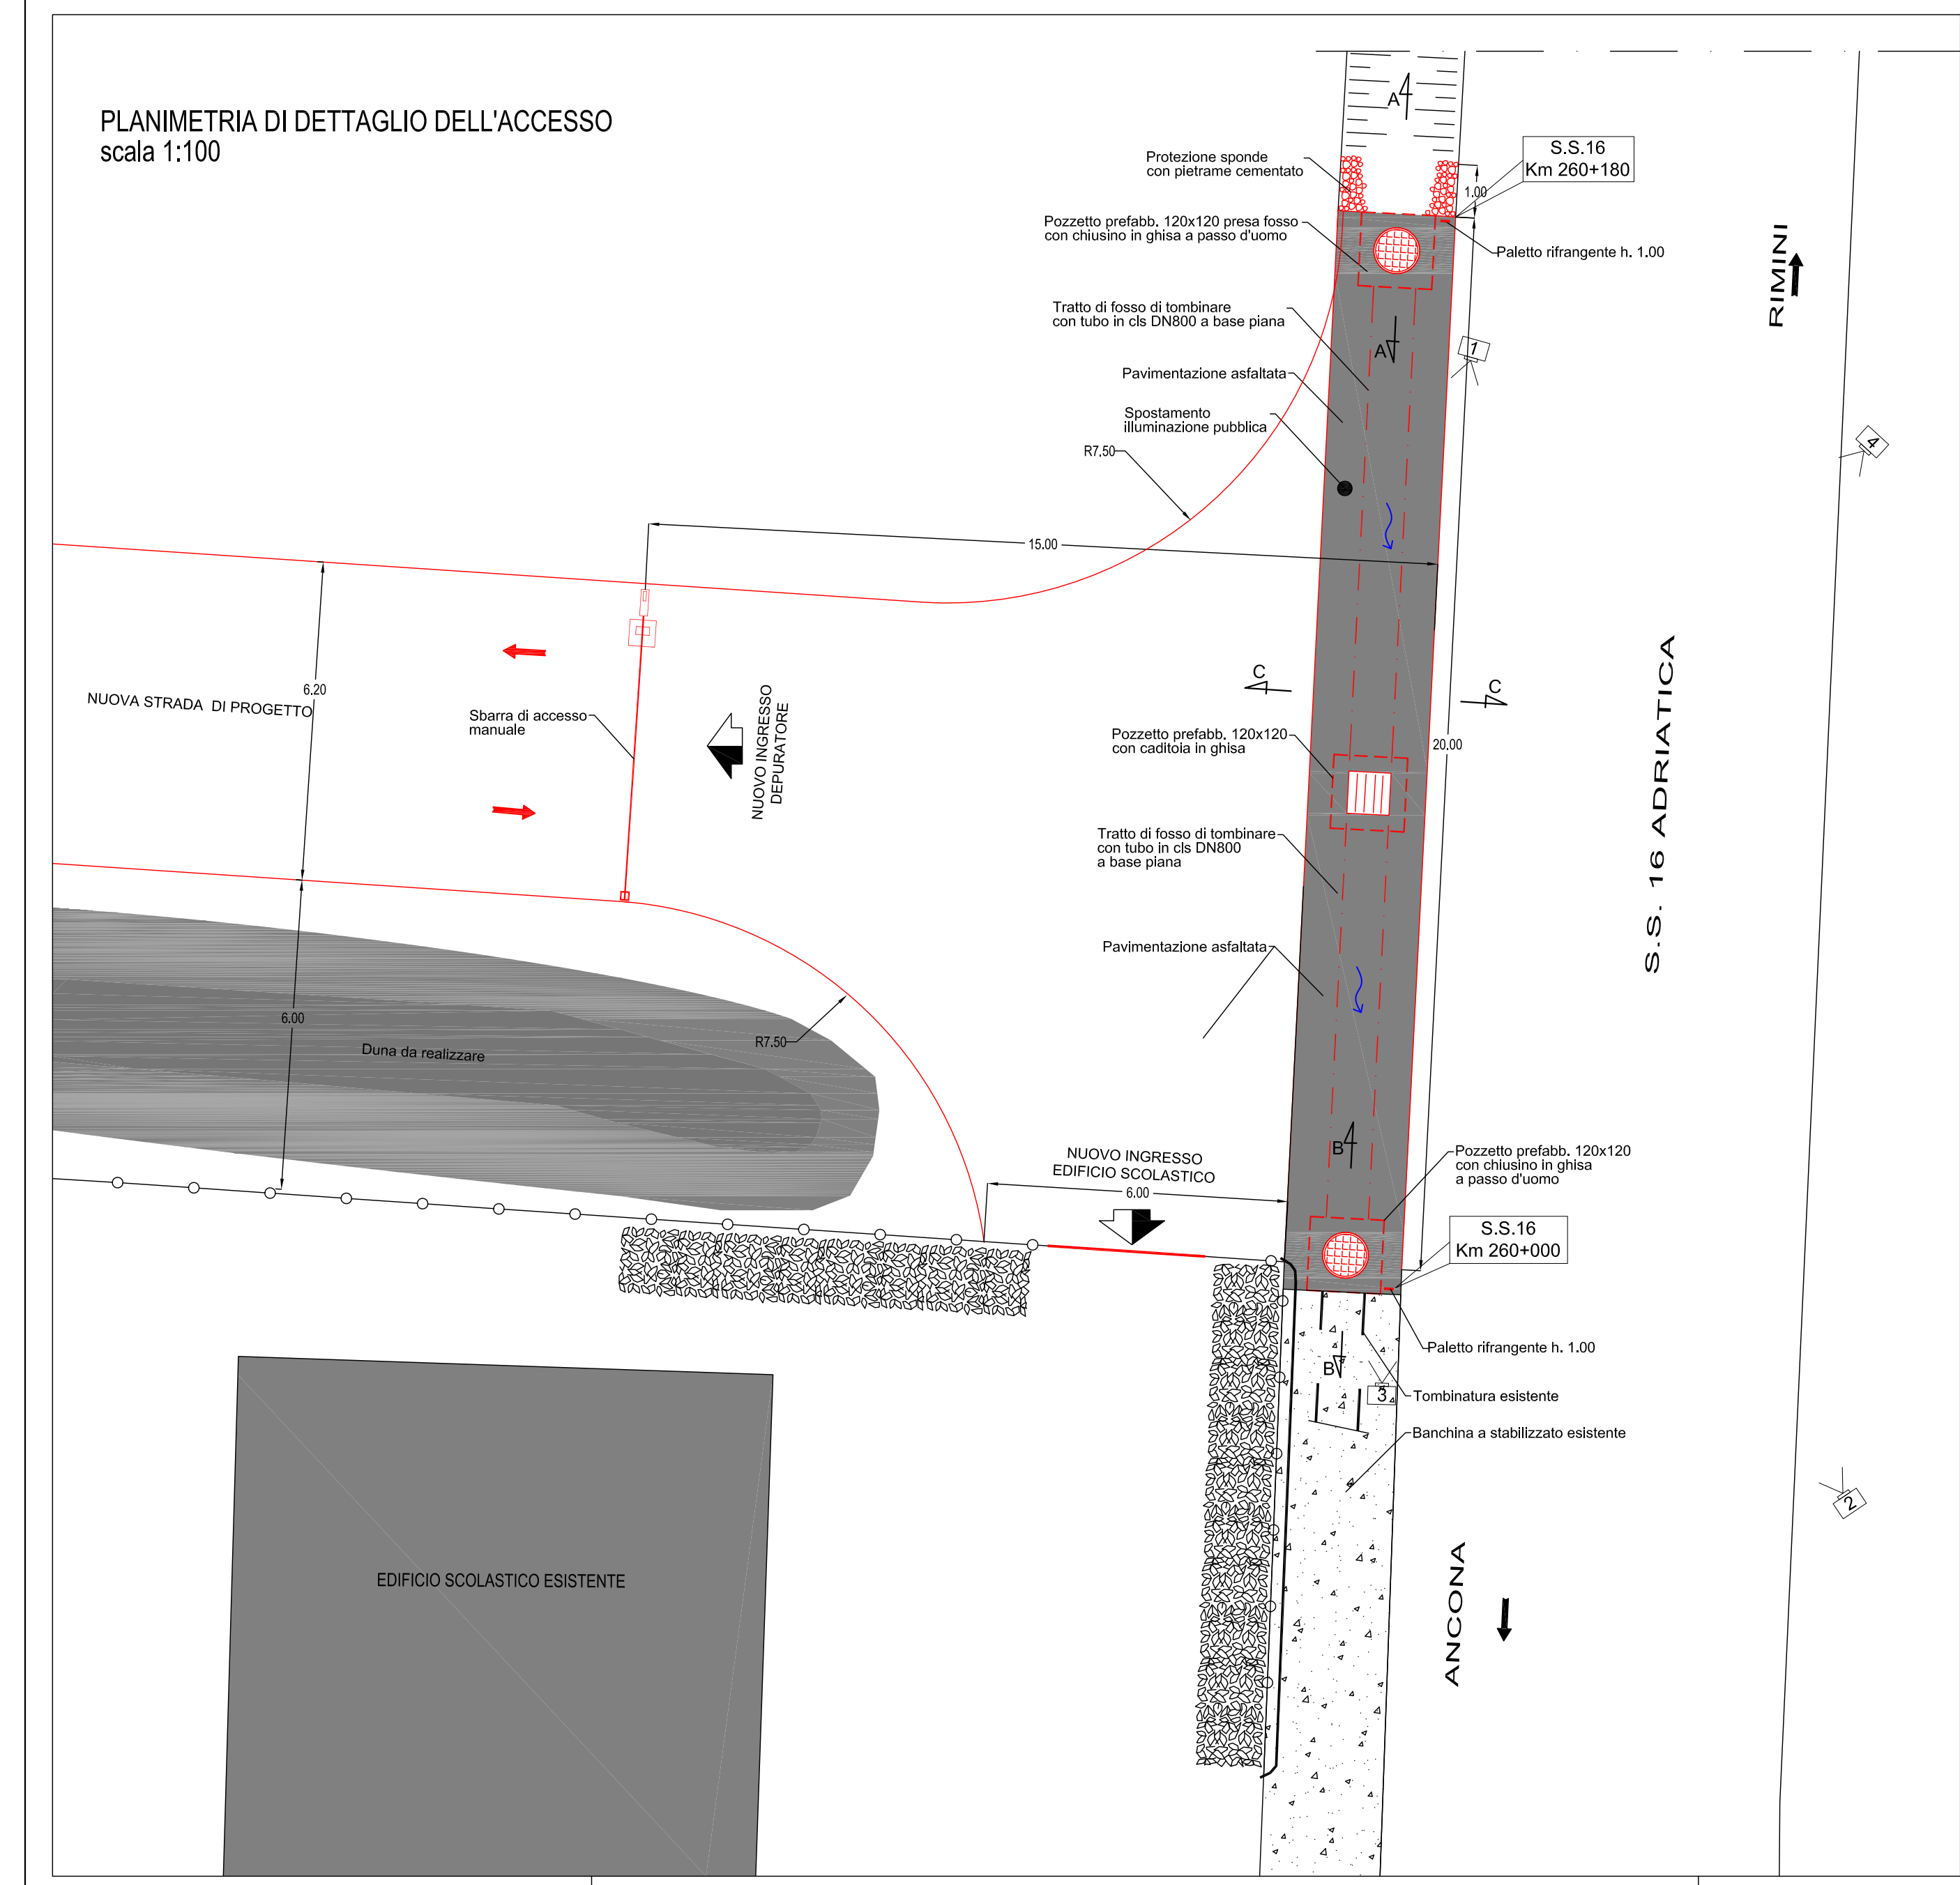 PLANIMETRIA DI DETTAGLIO DELL'ACCESSO
scala 1:100
A
Protezione sponde
con pietrame cementato
S.S.16
Km 260+180
1.00
Pozzetto prefabb. 120x120 presa fosso
con chiusino in ghisa a passo d'uomo
Paletto rifrangente h. 1.00
RIMINI
Tratto di fosso di tombinare
con tubo in cls DN800 a base piana
A
1
Pavimentazione asfaltata
Spostamento
illuminazione pubblica
R7.50
4
15.00
6.20
NUOVA STRADA DI PROGETTO
Sbarra di accesso
manuale
NUOVO INGRESSO
DEPURATORE
C
C
S.S. 16 ADRIATICA
Pozzetto prefabb. 120x120
con caditoia in ghisa
20.00
Tratto di fosso di tombinare
con tubo in cls DN800
a base piana
Pavimentazione asfaltata
6.00
Duna da realizzare
R7.50
NUOVO INGRESSO
EDIFICIO SCOLASTICO
6.00
B
Pozzetto prefabb. 120x120
con chiusino in ghisa
a passo d'uomo
S.S.16
Km 260+000
Paletto rifrangente h. 1.00
B
3
Tombinatura esistente
Banchina a stabilizzato esistente
2
EDIFICIO SCOLASTICO ESISTENTE
ANCONA